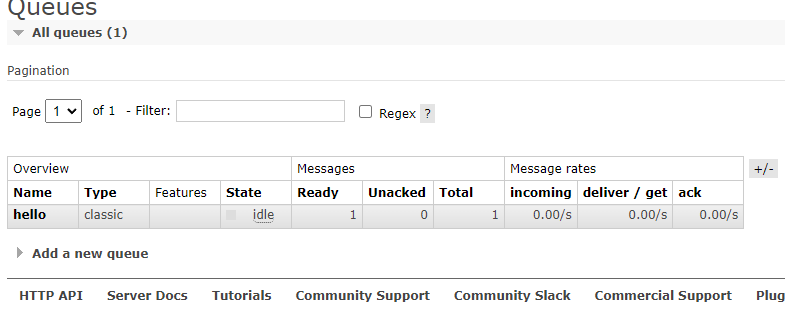 Queues
All queues (1)
Pagination
Page 1 of 1 - Filter: Regex ?
Overview Messages Message rates +/-
Name Type Features State Ready Unacked Total incoming deliver / get ack
hello classic idle 1 0 1 0.00/s 0.00/s 0.00/s
Add a new queue
HTTP API Server Docs Tutorials Community Support Community Slack Commercial Support Plug